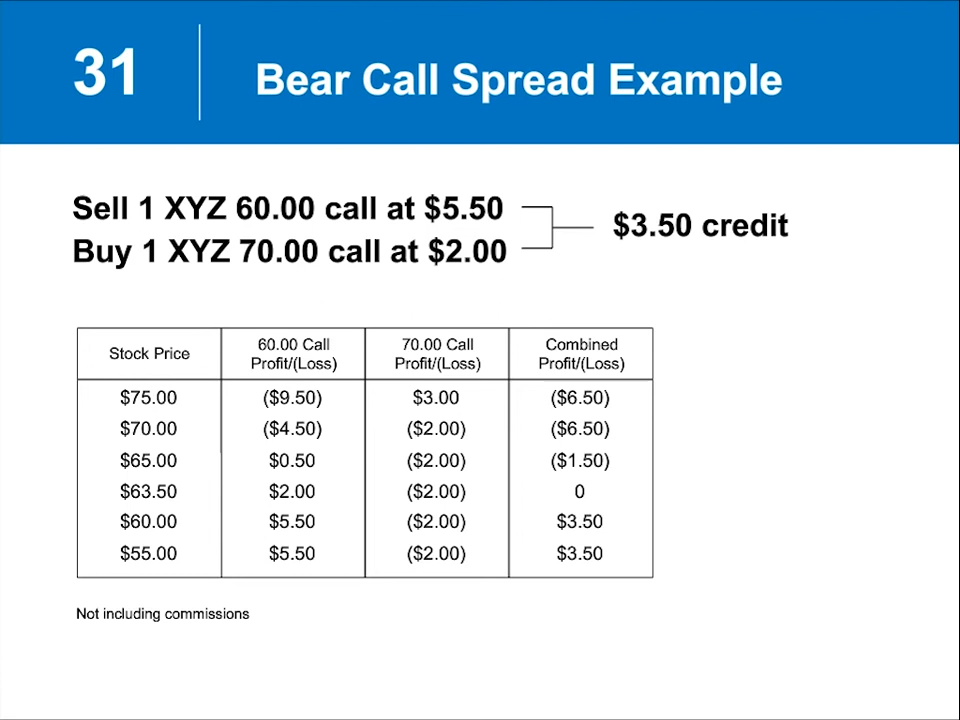 31
Bear Call Spread Example
Sell 1 XYZ 60.00 call at $5.50
Buy 1 XYZ 70.00 call at $2.00
$3.50 credit
Stock Price 60.00 Call Profit/(Loss) 70.00 Call Profit/(Loss) Combined Profit/(Loss)
$75.00 ($9.50) $3.00 ($6.50)
$70.00 ($4.50) ($2.00) ($6.50)
$65.00 $0.50 ($2.00) ($1.50)
$63.50 $2.00 ($2.00) 0
$60.00 $5.50 ($2.00) $3.50
$55.00 $5.50 ($2.00) $3.50
Not including commissions